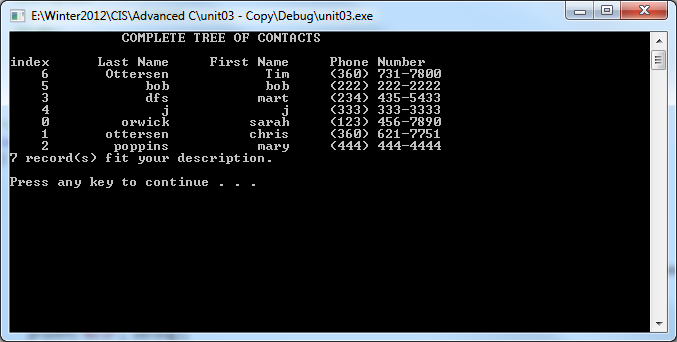 E:\Winter2012\CIS\Advanced C\unit03 - Copy\Debug\unit03.exe
COMPLETE TREE OF CONTACTS
index Last Name First Name Phone Number
6 Ottersen Tim (360) 731-7800
5 bob bob (222) 222-2222
3 dfs mart (234) 435-5433
4 j j (333) 333-3333
0 orwick sarah (123) 456-7890
1 ottersen chris (360) 621-7751
2 poppins mary (444) 444-4444
7 record(s) fit your description.
Press any key to continue . . .